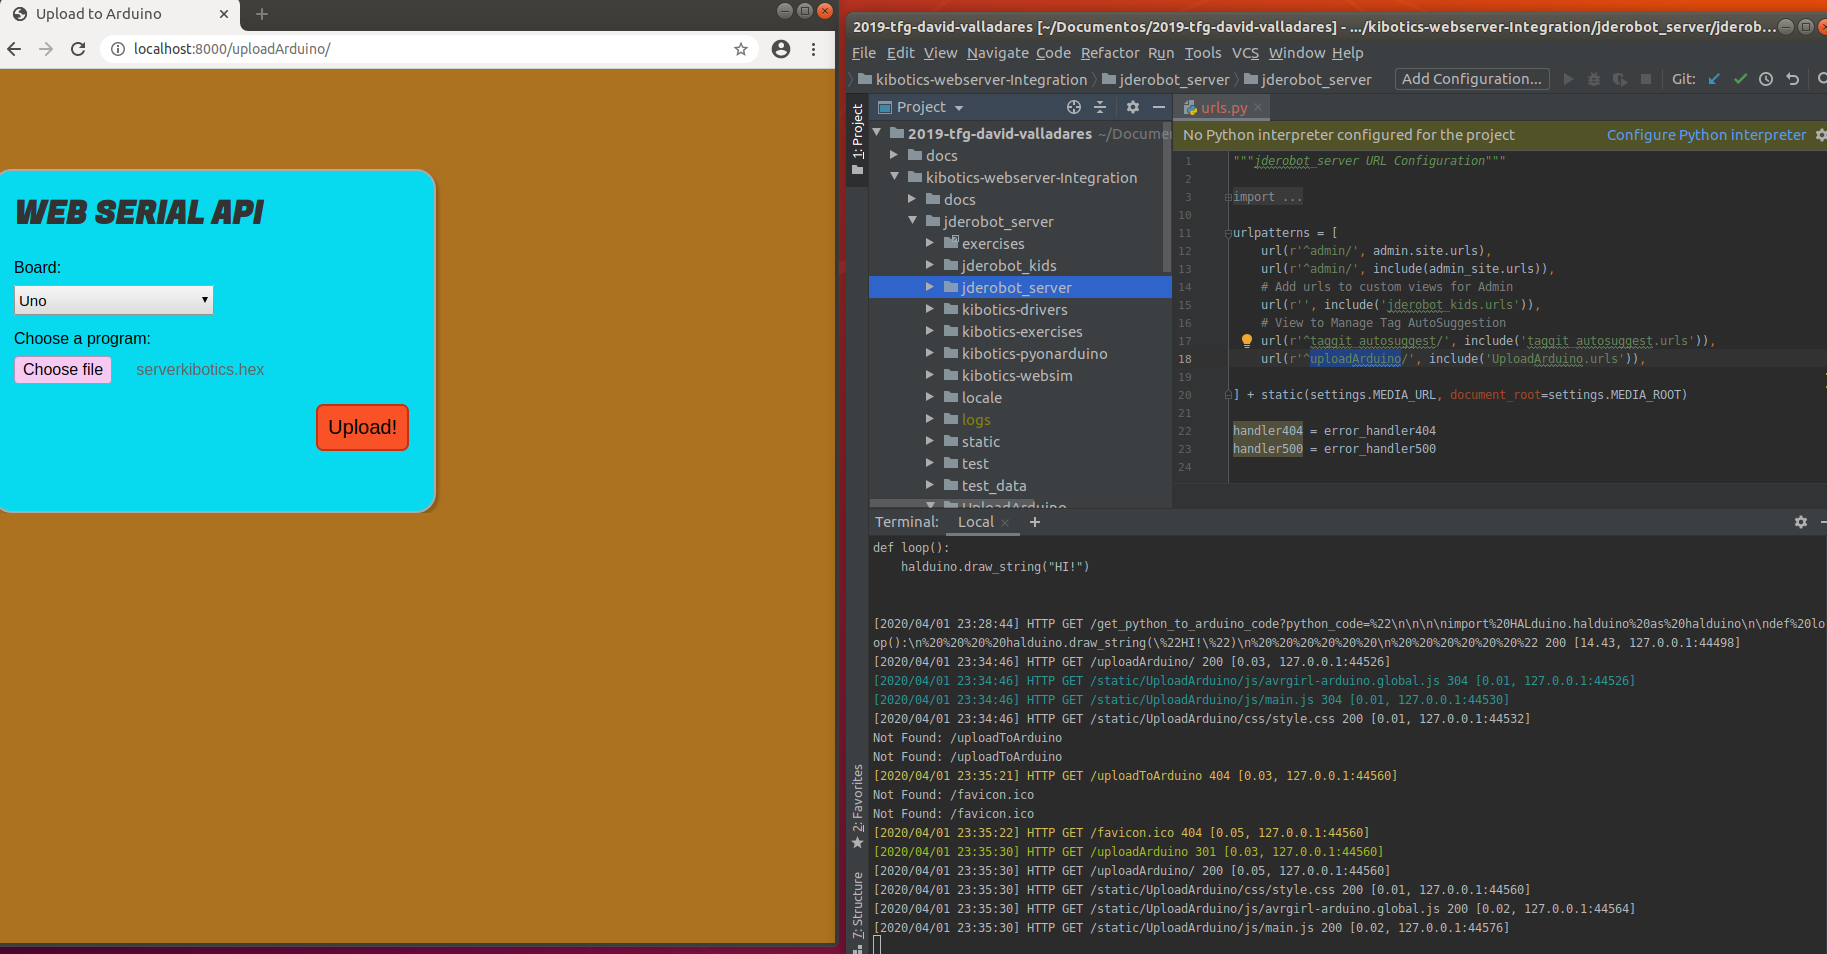 Upload to Arduino
localhost:8000/uploadArduino/
WEB SERIAL API
Board:
Uno
Choose a program:
Choose file serverkibotics.hex
Upload!
2019-tfg-david-valladares [~/Documentos/2019-tfg-david-valladares] - .../kibotics-webserver-Integration/jderobot_server/jderob...
File Edit View Navigate Code Refactor Run Tools VCS Window Help
kibotics-webserver-Integration jderobot_server jderobot_server Add Configuration... Git:
1: Project
Project
urls.py
2019-tfg-david-valladares ~/Docume
docs
kibotics-webserver-Integration
docs
jderobot_server
exercises
jderobot_kids
jderobot_server
kibotics-drivers
kibotics-exercises
kibotics-pyonarduino
kibotics-websim
locale
logs
static
test
test_data
UploadArduino
No Python interpreter configured for the project Configure Python interpreter
1 """jderobot_server URL Configuration"""
2
3 import ...
10
11 urlpatterns = [
12 url(r'^admin/', admin.site.urls),
13 url(r'^admin/', include(admin_site.urls)),
14 # Add urls to custom views for Admin
15 url(r'', include('jderobot_kids.urls')),
16 # View to Manage Tag AutoSuggestion
17 url(r'^taggit_autosuggest/', include('taggit_autosuggest.urls')),
18 url(r'^uploadArduino/', include('UploadArduino.urls')),
19
20 ] + static(settings.MEDIA_URL, document_root=settings.MEDIA_ROOT)
21
22 handler404 = error_handler404
23 handler500 = error_handler500
24
Terminal: Local +
def loop():
halduino.draw_string("HI!")
[2020/04/01 23:28:44] HTTP GET /get_python_to_arduino_code?python_code=%22\n\n\n\nimport%20HALduino.halduino%20as%20halduino\n\ndef%20lo
op():\n%20%20%20%20halduino.draw_string(\%22HI!\%22)\n%20%20%20%20%20%20\n%20%20%20%20%20%20%22 200 [14.43, 127.0.0.1:44498]
[2020/04/01 23:34:46] HTTP GET /uploadArduino/ 200 [0.03, 127.0.0.1:44526]
[2020/04/01 23:34:46] HTTP GET /static/UploadArduino/js/avrgirl-arduino.global.js 304 [0.01, 127.0.0.1:44526]
[2020/04/01 23:34:46] HTTP GET /static/UploadArduino/js/main.js 304 [0.01, 127.0.0.1:44530]
[2020/04/01 23:34:46] HTTP GET /static/UploadArduino/css/style.css 200 [0.01, 127.0.0.1:44532]
Not Found: /uploadToArduino
Not Found: /uploadToArduino
[2020/04/01 23:35:21] HTTP GET /uploadToArduino 404 [0.03, 127.0.0.1:44560]
Not Found: /favicon.ico
Not Found: /favicon.ico
[2020/04/01 23:35:22] HTTP GET /favicon.ico 404 [0.05, 127.0.0.1:44560]
[2020/04/01 23:35:30] HTTP GET /uploadArduino 301 [0.03, 127.0.0.1:44560]
[2020/04/01 23:35:30] HTTP GET /uploadArduino/ 200 [0.05, 127.0.0.1:44560]
[2020/04/01 23:35:30] HTTP GET /static/UploadArduino/css/style.css 200 [0.01, 127.0.0.1:44560]
[2020/04/01 23:35:30] HTTP GET /static/UploadArduino/js/avrgirl-arduino.global.js 200 [0.02, 127.0.0.1:44564]
[2020/04/01 23:35:30] HTTP GET /static/UploadArduino/js/main.js 200 [0.02, 127.0.0.1:44576]
2: Favorites
7: Structure